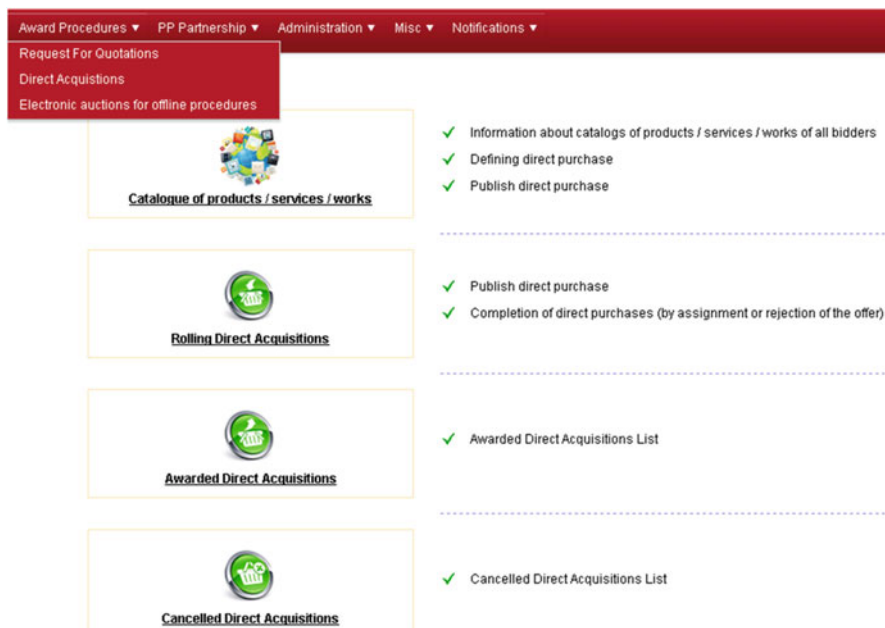 Award Procedures ▼ PP Partnership ▼ Administration ▼ Misc ▼ Notifications ▼
Request For Quotations
Direct Acquistions
Electronic auctions for offline procedures
Catalogue of products / services / works
Information about catalogs of products / services / works of all bidders
Defining direct purchase
Publish direct purchase
Rolling Direct Acquisitions
Publish direct purchase
Completion of direct purchases (by assignment or rejection of the offer)
Awarded Direct Acquisitions
Awarded Direct Acquisitions List
Cancelled Direct Acquisitions
Cancelled Direct Acquisitions List